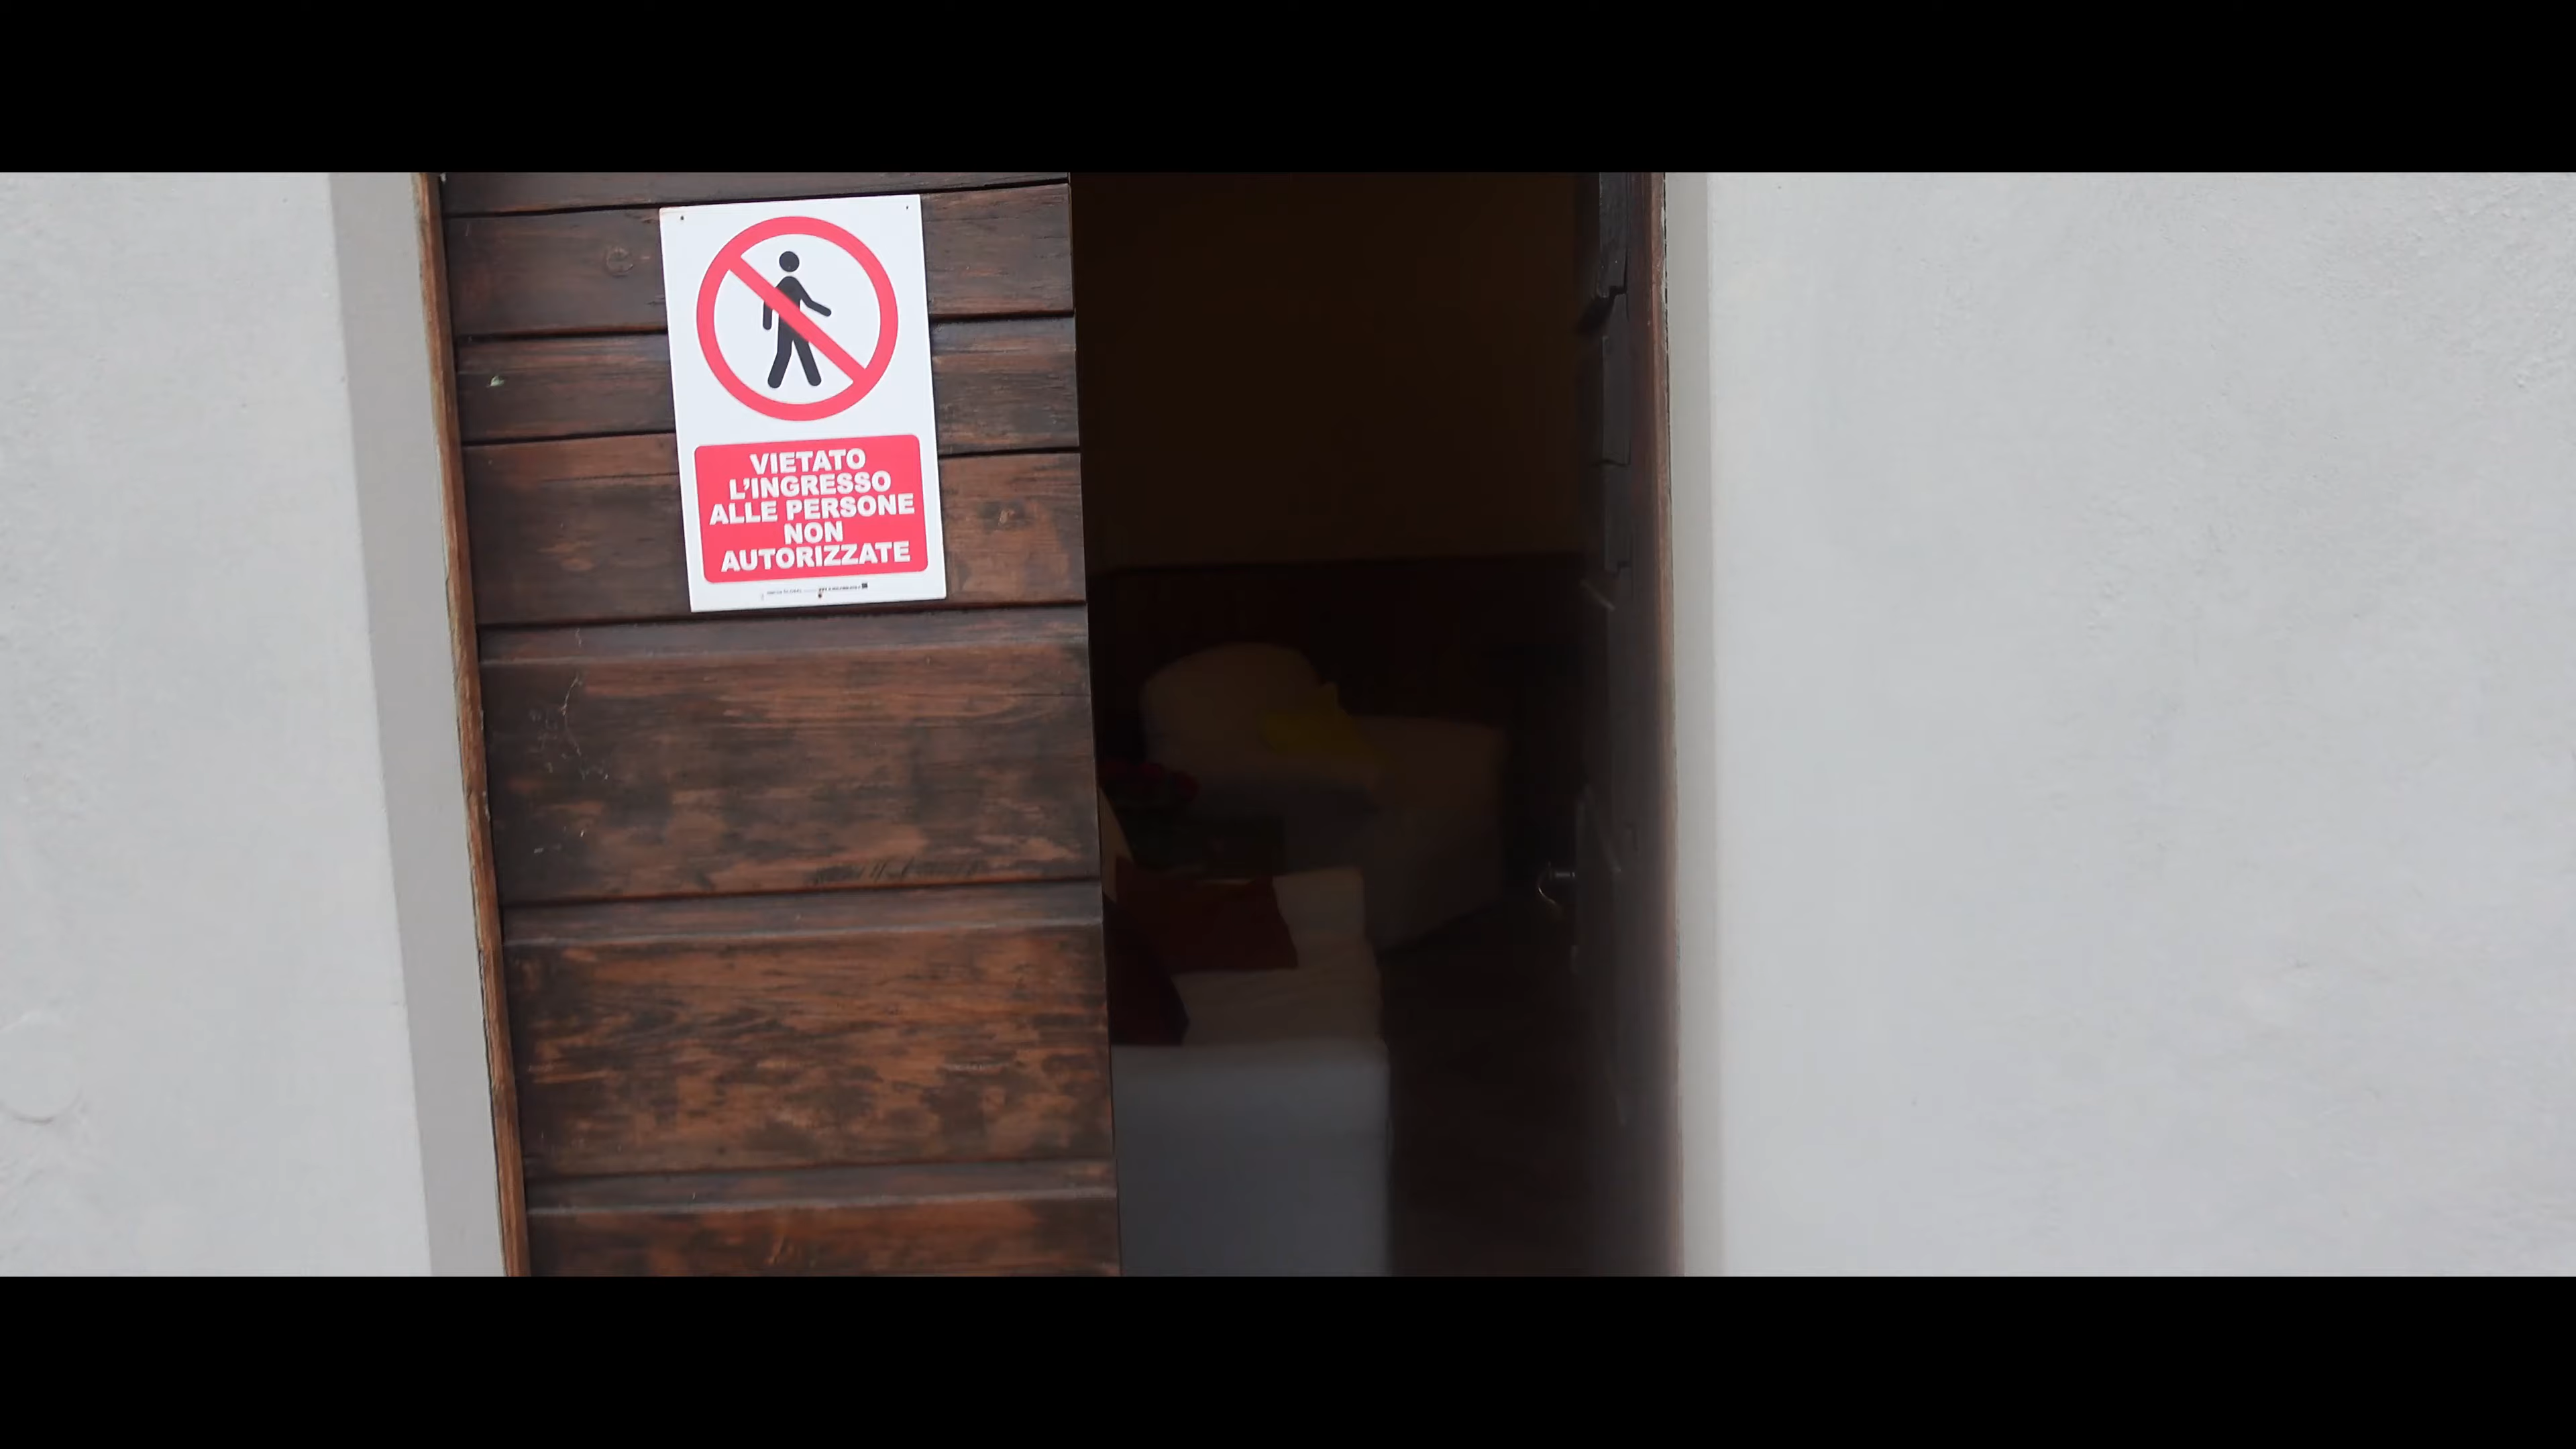 VIETATO
L'INGRESSO
ALLE PERSONE
NON
AUTORIZZATE